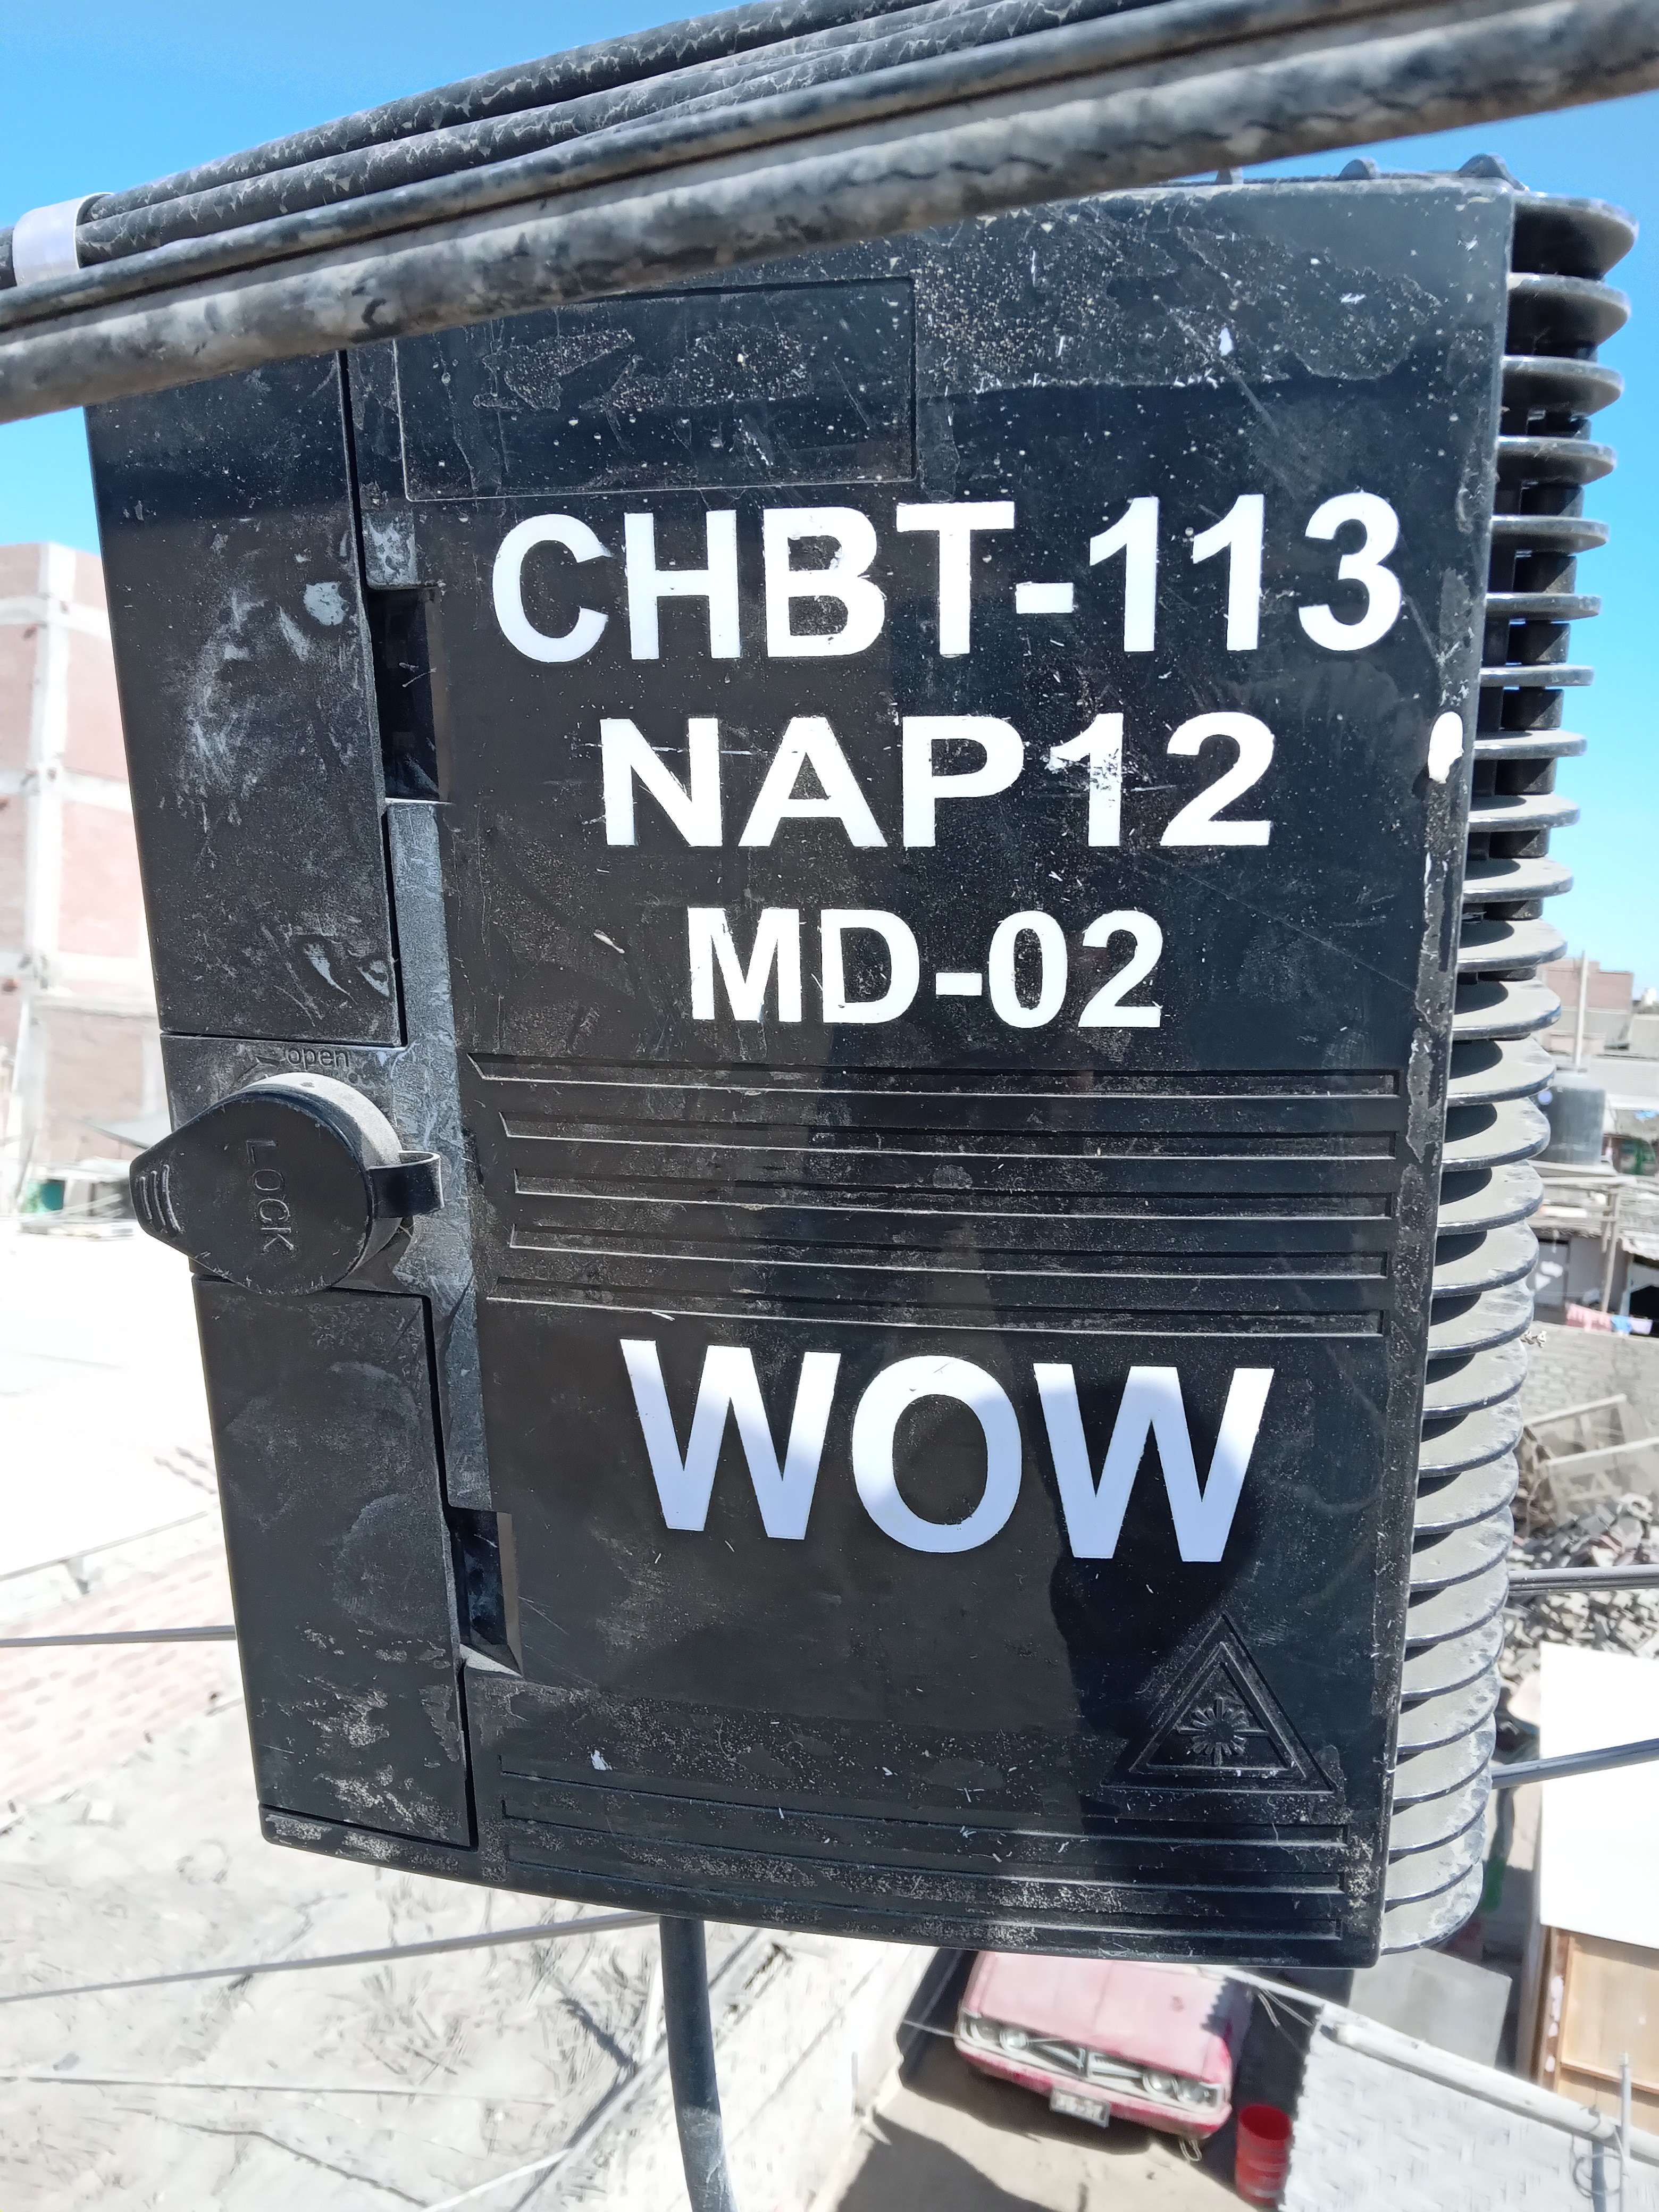 CHBT-113
NAP12
MD-02
open
LOCK
WOW